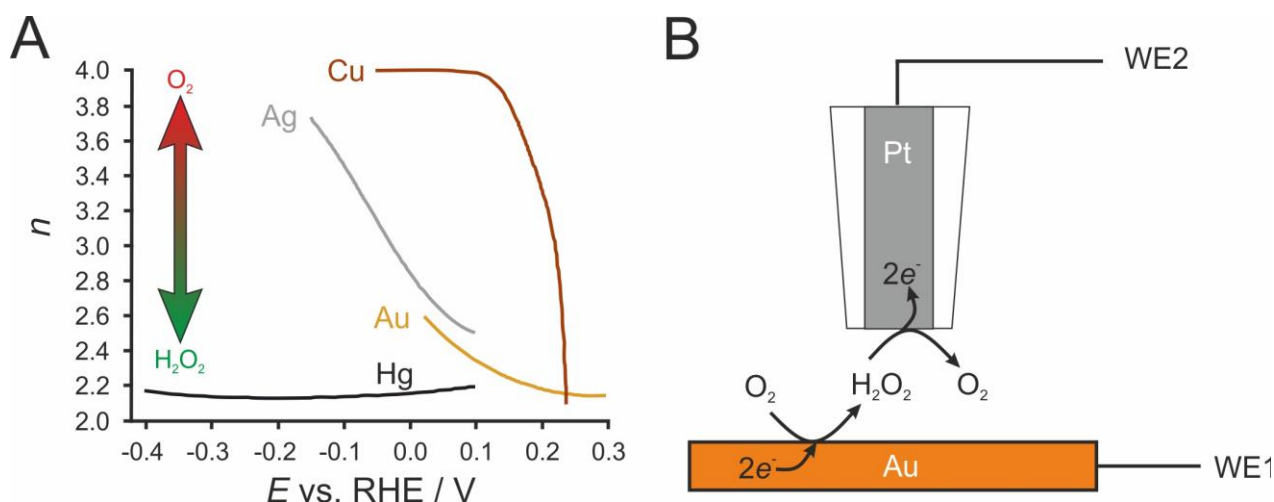 A
4.0
3.8
3.6
3.4
3.2
3.0
2.8
2.6
2.4
2.2
2.0
n
O₂
H₂O₂
Cu
Ag
Au
Hg
-0.4 -0.3 -0.2 -0.1 0.0 0.1 0.2 0.3
E vs. RHE / V
B
WE2
Pt
2e⁻
O₂ H₂O₂ O₂
2e⁻ Au WE1